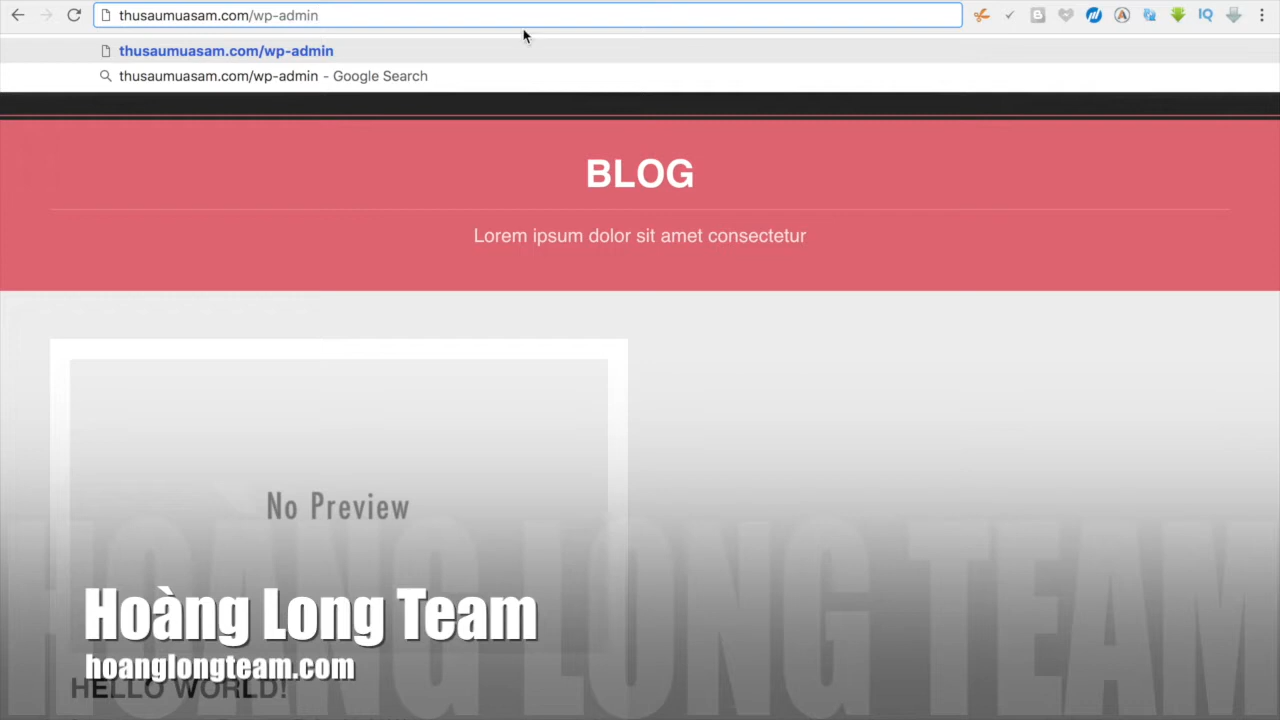 thusaumuasam.com/wp-admin
thusaumuasam.com/wp-admin
thusaumuasam.com/wp-admin - Google Search
BLOG
Lorem ipsum dolor sit amet consectetur
No Preview
HOÀNG LONG TEAM
Hoàng Long Team
hoanglongteam.com
HELLO WORLD!
IQ